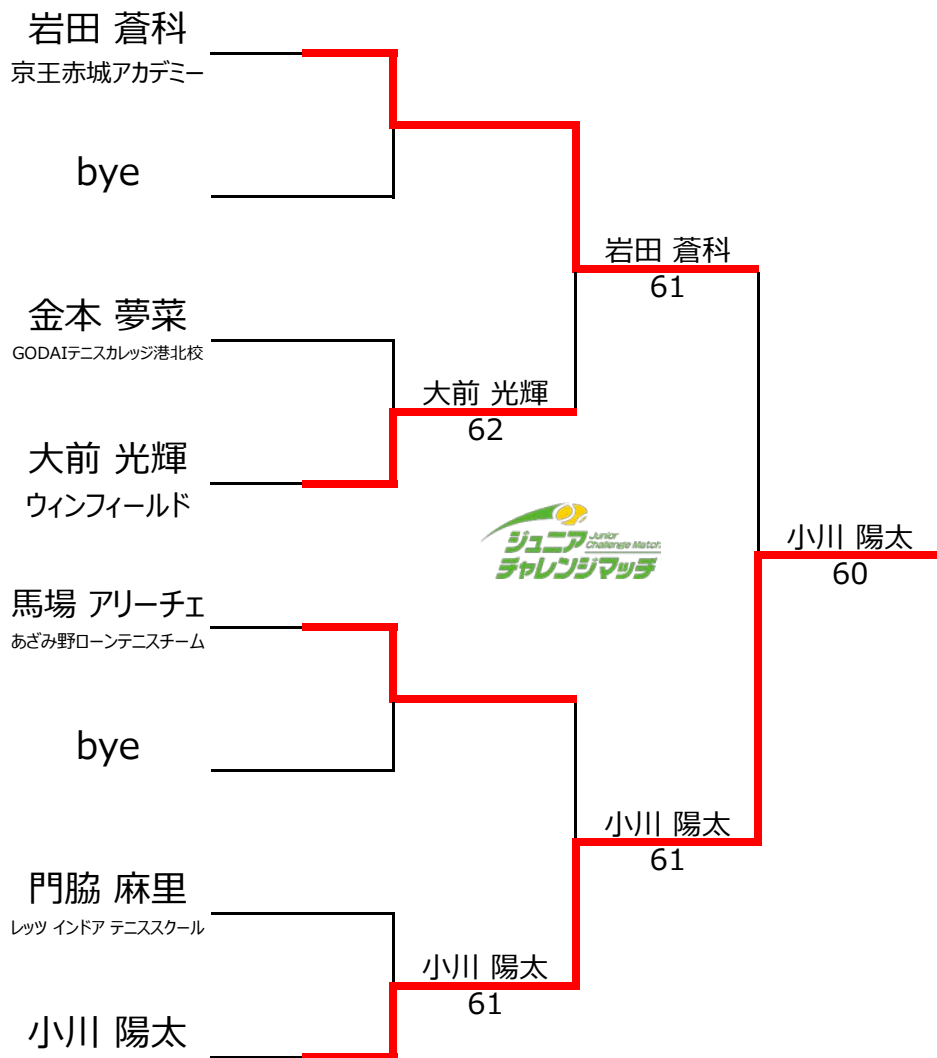 岩田 蒼科
京王赤城アカデミー
bye
岩田 蒼科
61
金本 夢菜
GODAIテニスカレッジ港北校
大前 光輝
62
大前 光輝
ウィンフィールド
ジュニア
Junior
Challenge Match
チャレンジマッチ
小川 陽太
60
馬場 アリーチェ
あざみ野ローンテニスチーム
bye
小川 陽太
61
門脇 麻里
レッツ インドア テニススクール
小川 陽太
61
小川 陽太